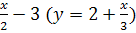 x/2 − 3 (y = 2 + x/3)